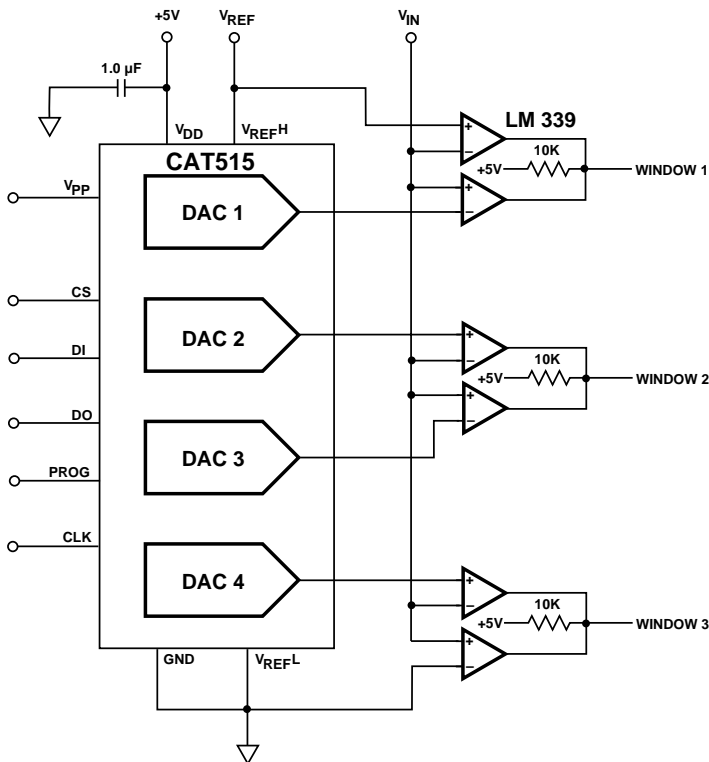 +5V
VREF
VIN
1.0 µF
VDD
VREFH
LM 339
CAT515
+
–
10K
+5V
WINDOW 1
VPP
DAC 1
+
–
CS
DAC 2
+
–
10K
+5V
WINDOW 2
DI
+
–
DO
DAC 3
PROG
CLK
DAC 4
+
–
10K
+5V
WINDOW 3
+
–
GND
VREFL